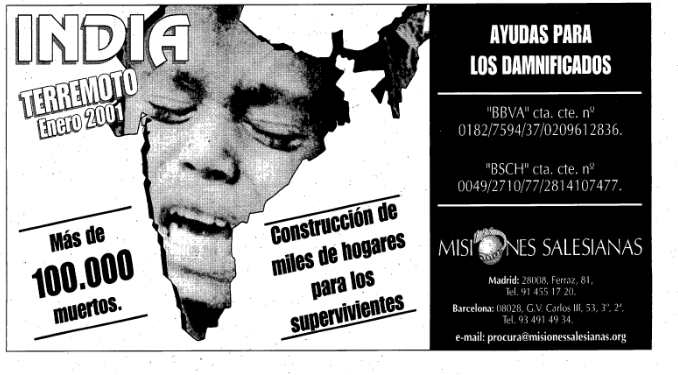 INDIA
TERREMOTO
Enero 2001
Más de
100.000
muertos.
Construcción de
miles de hogares
para los
supervivientes
AYUDAS PARA
LOS DAMNIFICADOS
"BBVA" cta. cte. nº
0182/7594/37/0209612836.
"BSCH" cta. cte. nº
0049/2710/77/2814107477.
MISIONES SALESIANAS
Madrid: 28008, Ferraz, 81,
Tel. 91 455 17 20.
Barcelona: 08028, G.V. Carlos III, 53, 3º, 2ª,
Tel. 93 491 49 34.
e-mail: procura@misionessalesianas.org